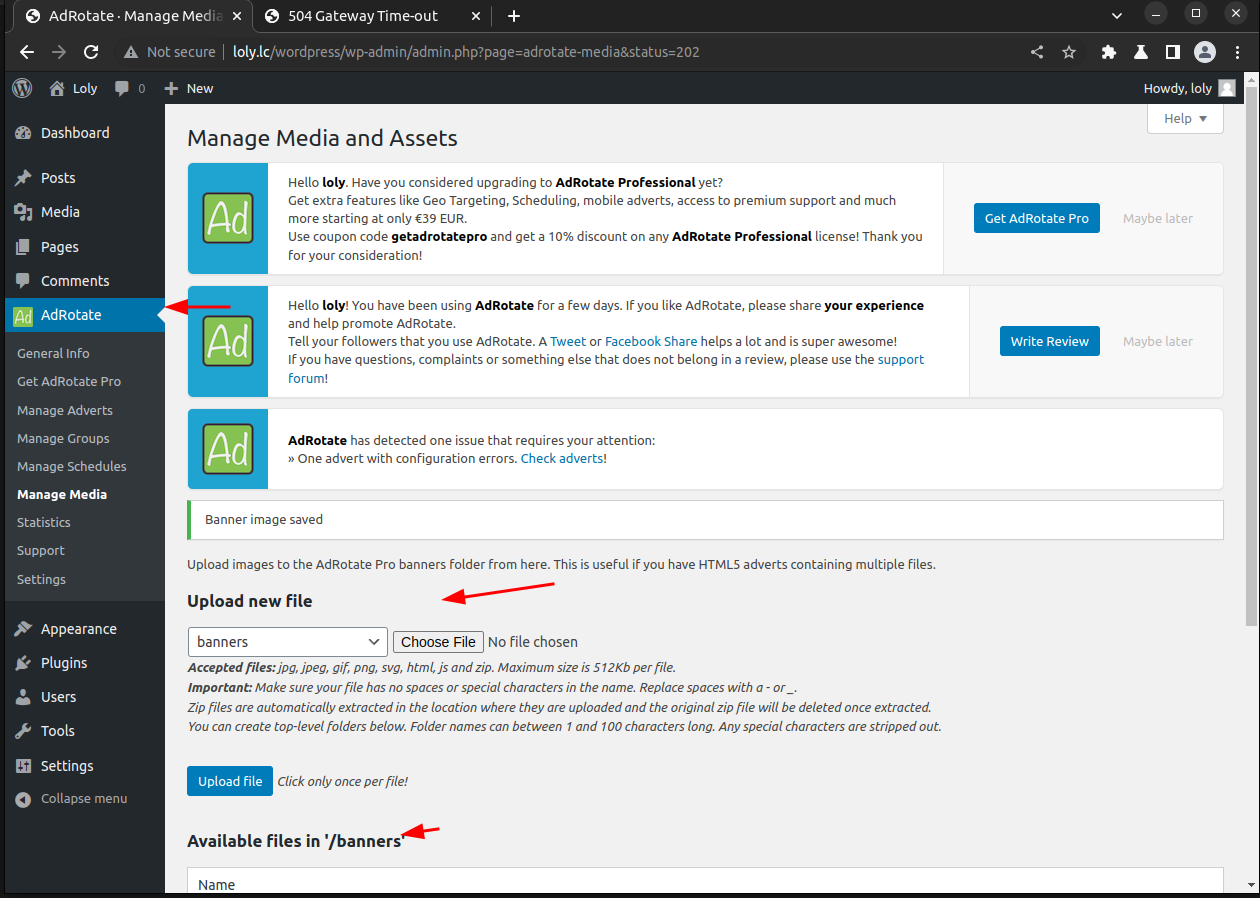 AdRotate · Manage Media
504 Gateway Time-out
Not secure
loly.lc/wordpress/wp-admin/admin.php?page=adrotate-media&status=202
Loly
0
New
Howdy, loly
Help
Dashboard
Posts
Media
Pages
Comments
Ad
AdRotate
General Info
Get AdRotate Pro
Manage Adverts
Manage Groups
Manage Schedules
Manage Media
Statistics
Support
Settings
Appearance
Plugins
Users
Tools
Settings
Collapse menu
Manage Media and Assets
Ad
Hello loly. Have you considered upgrading to AdRotate Professional yet?
Get extra features like Geo Targeting, Scheduling, mobile adverts, access to premium support and much
more starting at only €39 EUR.
Use coupon code getadrotatepro and get a 10% discount on any AdRotate Professional license! Thank you
for your consideration!
Get AdRotate Pro
Maybe later
Ad
Hello loly! You have been using AdRotate for a few days. If you like AdRotate, please share your experience
and help promote AdRotate.
Tell your followers that you use AdRotate. A Tweet or Facebook Share helps a lot and is super awesome!
If you have questions, complaints or something else that does not belong in a review, please use the support
forum!
Write Review
Maybe later
Ad
AdRotate has detected one issue that requires your attention:
» One advert with configuration errors. Check adverts!
Banner image saved
Upload images to the AdRotate Pro banners folder from here. This is useful if you have HTML5 adverts containing multiple files.
Upload new file
banners
Choose File
No file chosen
Accepted files: jpg, jpeg, gif, png, svg, html, js and zip. Maximum size is 512Kb per file.
Important: Make sure your file has no spaces or special characters in the name. Replace spaces with a - or _.
Zip files are automatically extracted in the location where they are uploaded and the original zip file will be deleted once extracted.
You can create top-level folders below. Folder names can between 1 and 100 characters long. Any special characters are stripped out.
Upload file
Click only once per file!
Available files in '/banners'
Name